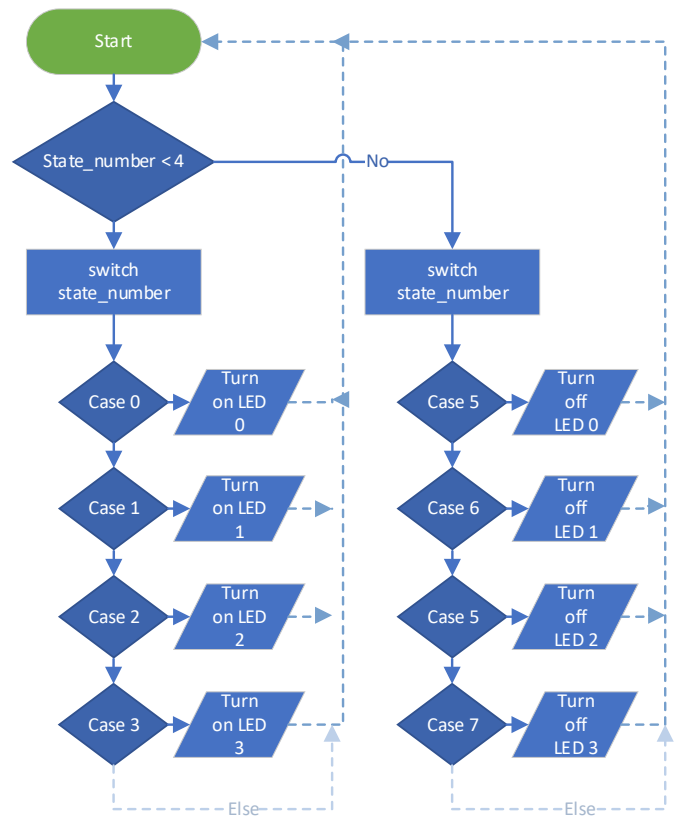 Start
State_number < 4
No
switch
state_number
switch
state_number
Case 0
Turn
on LED
0
Case 5
Turn
off
LED 0
Case 1
Turn
on LED
1
Case 6
Turn
off
LED 1
Case 2
Turn
on LED
2
Case 5
Turn
off
LED 2
Case 3
Turn
on LED
3
Case 7
Turn
off
LED 3
Else
Else